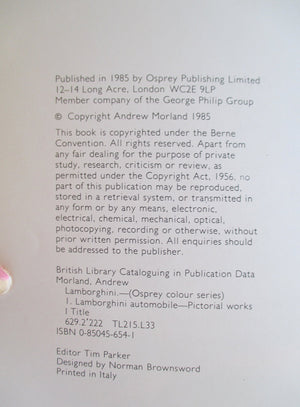 Published in 1985 by Osprey Publishing Limited
12–14 Long Acre, London WC2E 9LP
Member company of the George Philip Group
© Copyright Andrew Morland 1985
This book is copyrighted under the Berne
Convention. All rights reserved. Apart from
any fair dealing for the purpose of private
study, research, criticism or review, as
permitted under the Copyright Act, 1956, no
part of this publication may be reproduced,
stored in a retrieval system, or transmitted in
any form or by any means, electronic,
electrical, chemical, mechanical, optical,
photocopying, recording or otherwise, without
prior written permission. All enquiries should
be addressed to the publisher.
British Library Cataloguing in Publication Data
Morland, Andrew
Lamborghini.—(Osprey colour series)
1. Lamborghini automobile—Pictorial works
I Title
629.2'222 TL215.L33
ISBN 0-85045-654-1
Editor Tim Parker
Designed by Norman Brownsword
Printed in Italy